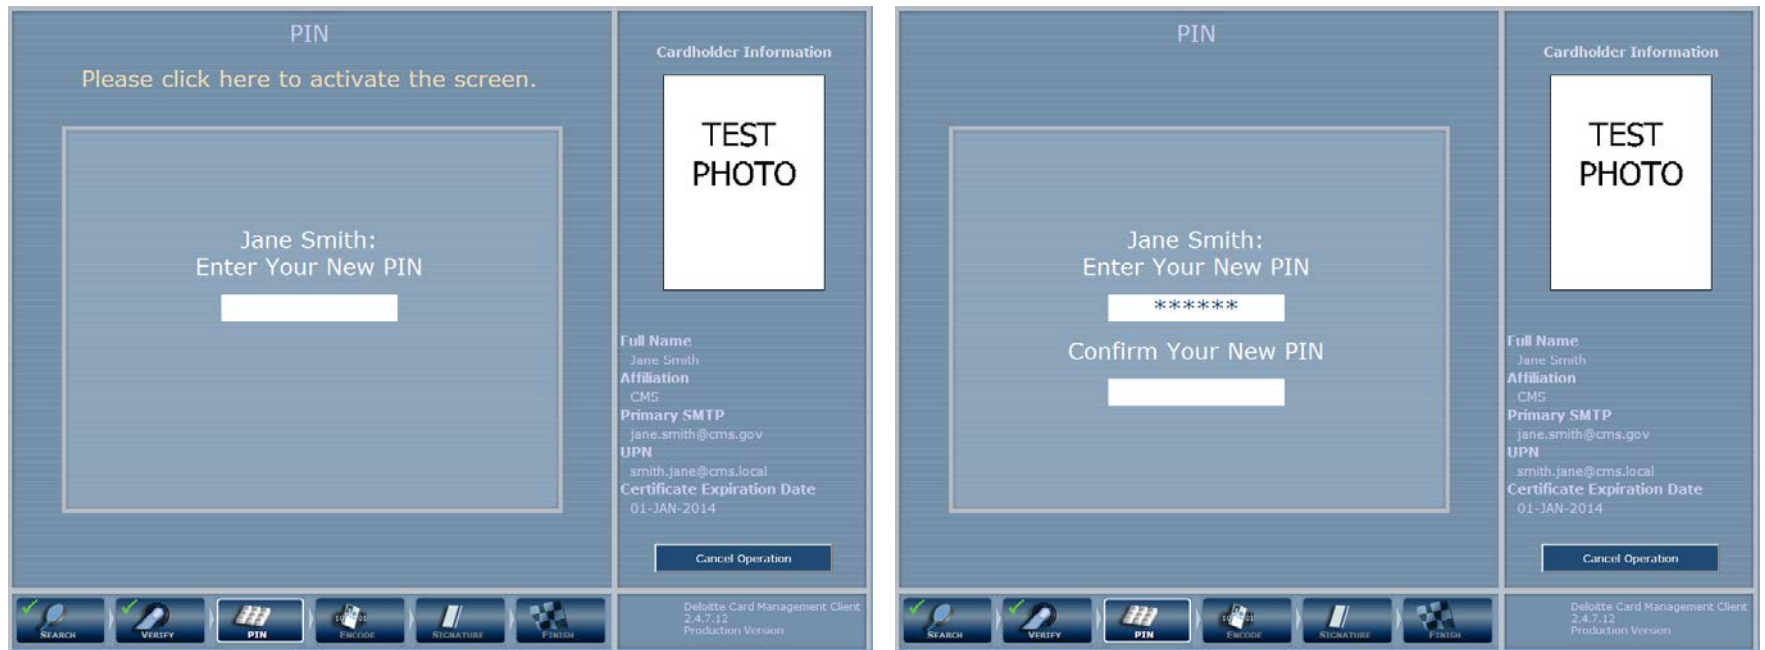 PIN
Please click here to activate the screen.
Jane Smith:
Enter Your New PIN
Cardholder Information
TEST
PHOTO
Full Name
Jane Smith
Affiliation
CMS
Primary SMTP
jane.smith@cms.gov
UPN
smith.jane@cms.local
Certificate Expiration Date
01-JAN-2014
Cancel Operation
SEARCH
VERIFY
PIN
ENCODE
SIGNATURE
FINISH
Deloitte Card Management Client
2.4.7.12
Production Version
PIN
Jane Smith:
Enter Your New PIN
******
Confirm Your New PIN
Cardholder Information
TEST
PHOTO
Full Name
Jane Smith
Affiliation
CMS
Primary SMTP
jane.smith@cms.gov
UPN
smith.jane@cms.local
Certificate Expiration Date
01-JAN-2014
Cancel Operation
SEARCH
VERIFY
PIN
ENCODE
SIGNATURE
FINISH
Deloitte Card Management Client
2.4.7.12
Production Version